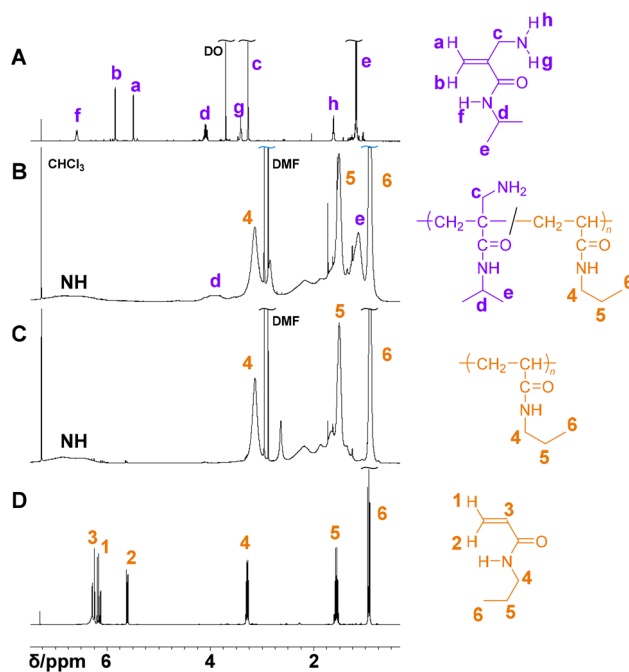 A
f
b
a
d
DO
g
c
h
e
a H
b H
c
N
H h
H g
O
H N
f
d
e
B
CHCl3
NH
d
4
DMF
5
e
6
c NH2
(CH2 C / CH2 CH)n
C=O C=O
NH NH
d e
4 5 6
C
NH
4
DMF
5
6
(CH2 CH)n
C=O
NH
4 5 6
D
3
1
2
4
5
6
1 H
3
2 H
O
H-N
4
6 5
δ/ppm 6 4 2